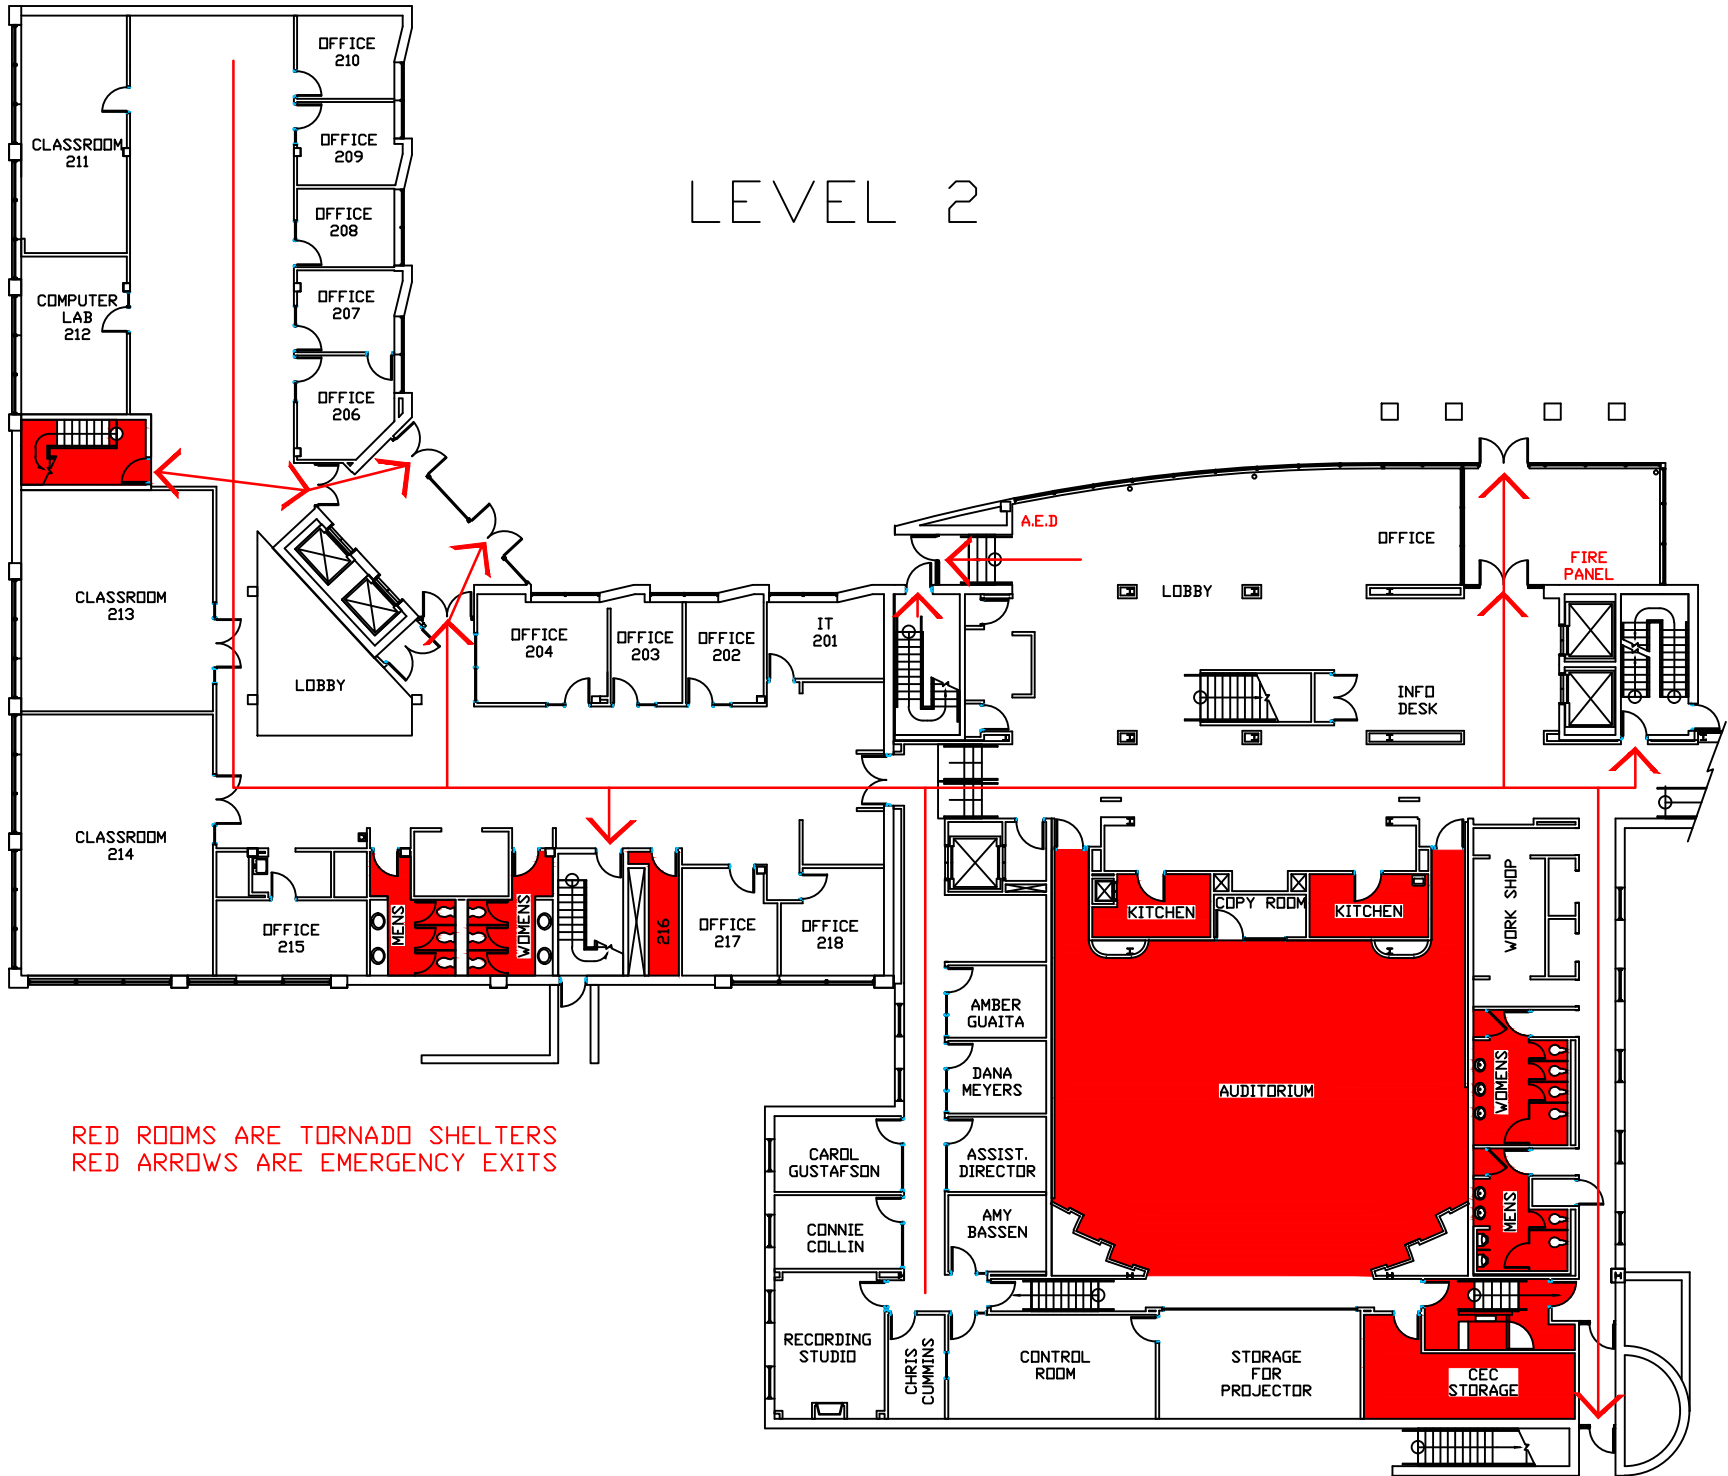 OFFICE
210
CLASSROOM
211
OFFICE
209
LEVEL 2
OFFICE
208
COMPUTER
LAB
212
OFFICE
207
OFFICE
206
A.E.D
OFFICE
FIRE
PANEL
CLASSROOM
213
LOBBY
OFFICE
204
OFFICE
203
OFFICE
202
IT
201
LOBBY
INFO
DESK
CLASSROOM
214
MENS
WOMENS
OFFICE
215
216
OFFICE
217
OFFICE
218
KITCHEN
COPY ROOM
KITCHEN
WORK SHOP
AMBER
GUAITA
DANA
MEYERS
AUDITORIUM
WOMENS
RED ROOMS ARE TORNADO SHELTERS
RED ARROWS ARE EMERGENCY EXITS
CAROL
GUSTAFSON
ASSIST.
DIRECTOR
MENS
CONNIE
COLLIN
AMY
BASSEN
RECORDING
STUDIO
CHRIS
CUMMINS
CONTROL
ROOM
STORAGE
FOR
PROJECTOR
CEC
STORAGE